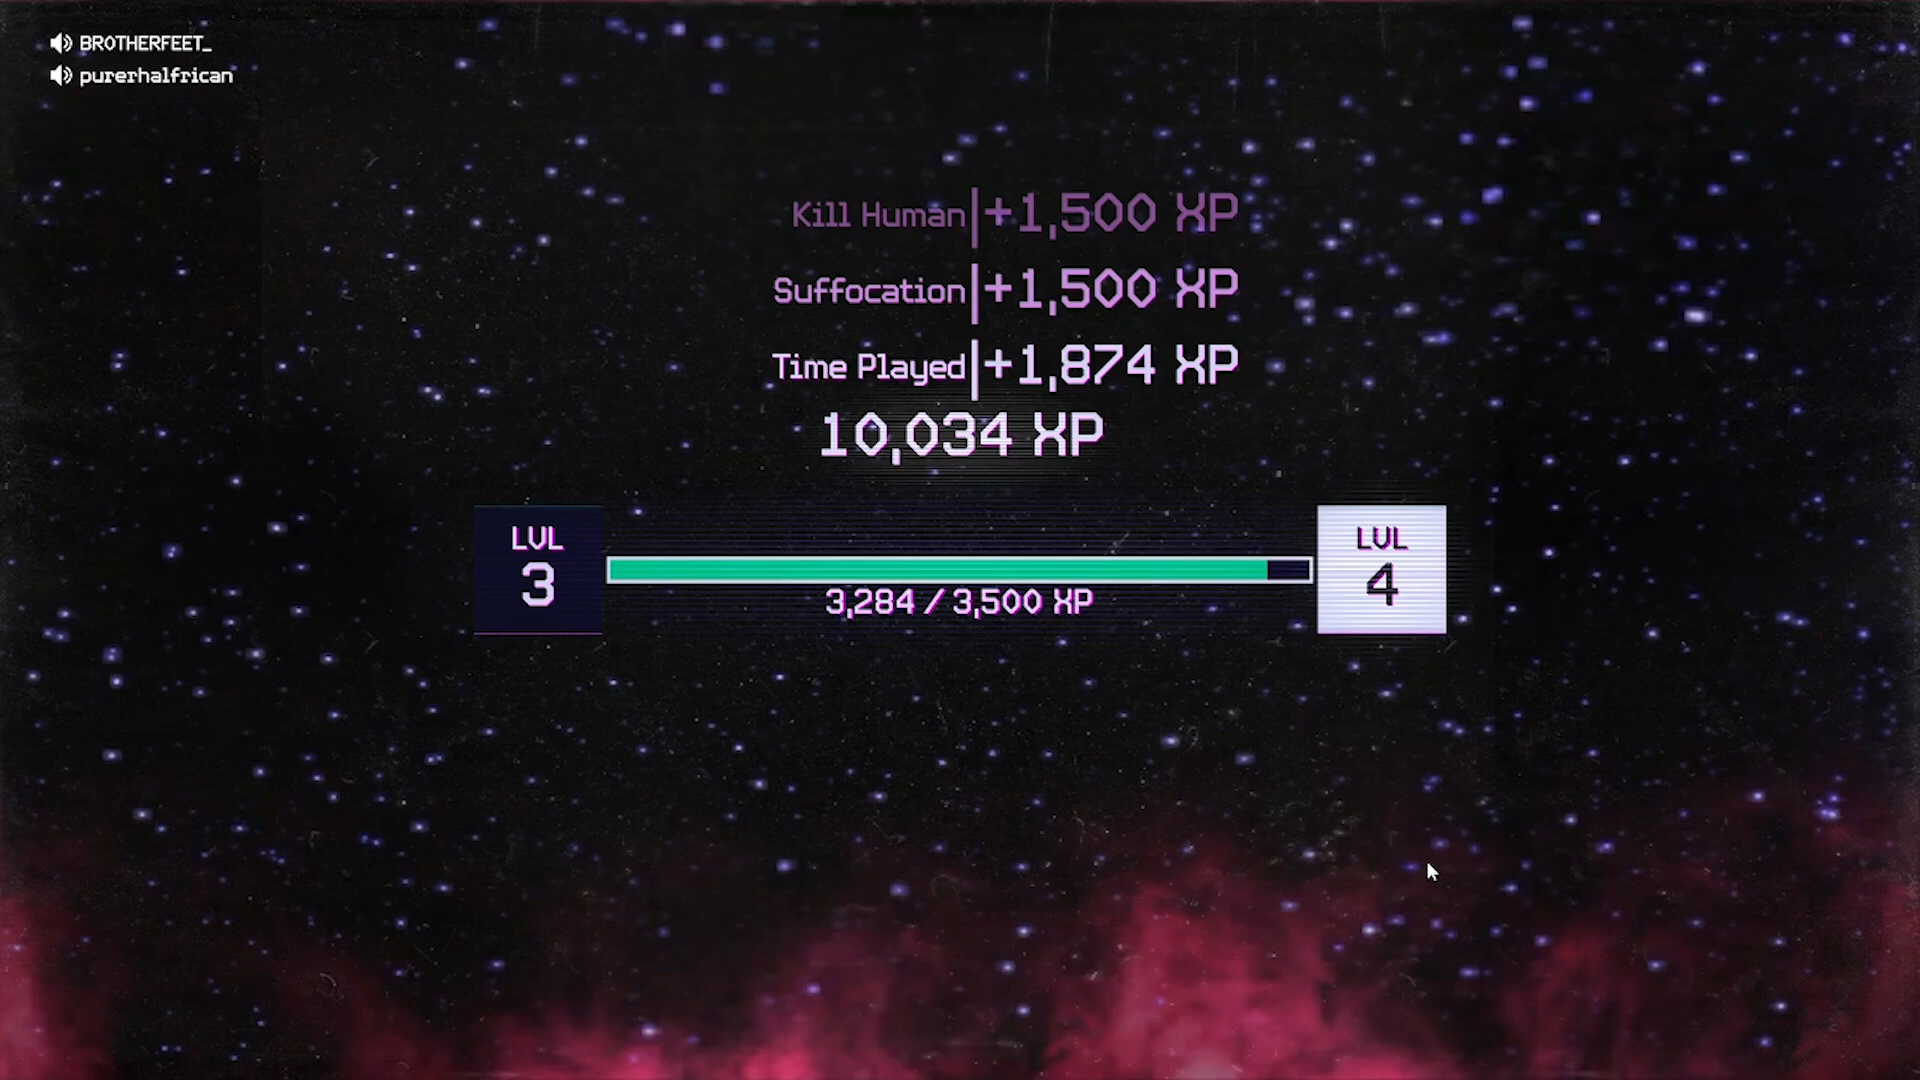 BROTHERFEET_
purerhalfrican
Kill Human +1,500 XP
Suffocation +1,500 XP
Time Played +1,874 XP
10,034 XP
LVL
3
3,284 / 3,500 XP
LVL
4